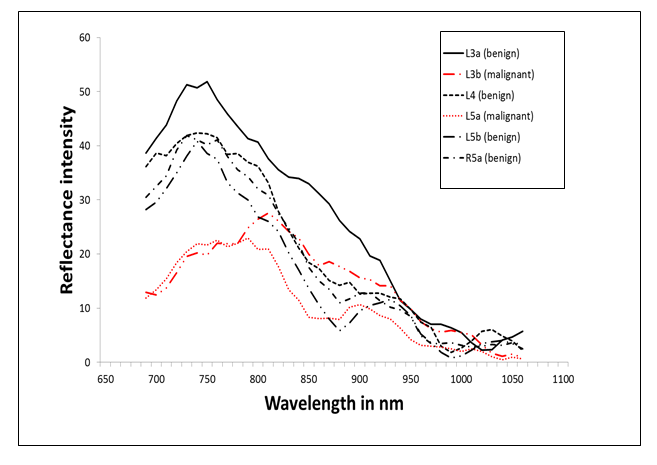 60
50
40
30
20
10
0
Reflectance intensity
650 700 750 800 850 900 950 1000 1050 1100
Wavelength in nm
L3a (benign)
L3b (malignant)
L4 (benign)
L5a (malignant)
L5b (benign)
R5a (benign)